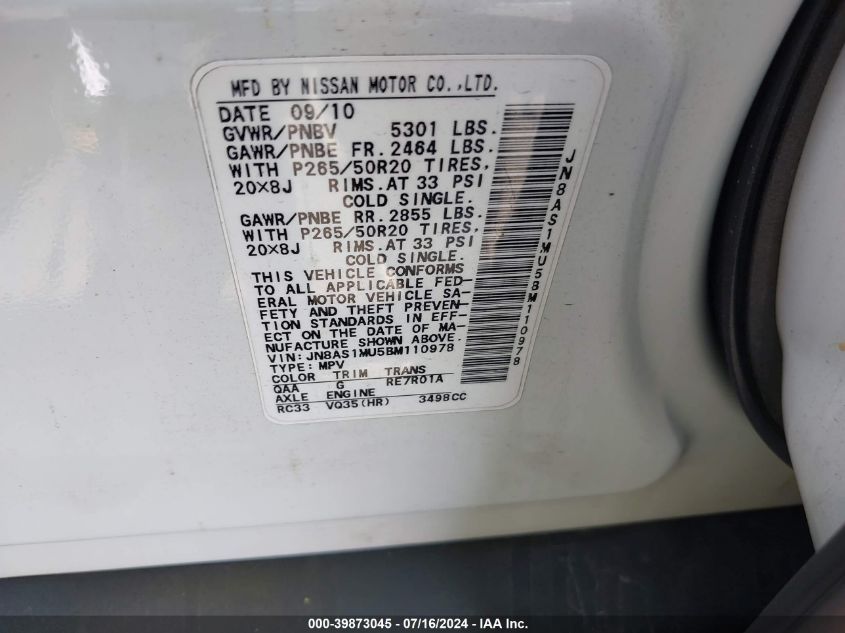 MFD BY NISSAN MOTOR CO.,LTD.
DATE 09/10
GVWR/PNBV 5301 LBS.
GAWR/PNBE FR.2464 LBS.
WITH P265/50R20 TIRES,
20X8J RIMS.AT 33 PSI
COLD SINGLE.
GAWR/PNBE RR.2855 LBS.
WITH P265/50R20 TIRES,
20X8J RIMS.AT 33 PSI
COLD SINGLE.
THIS VEHICLE CONFORMS
TO ALL APPLICABLE FED-
ERAL MOTOR VEHICLE SA-
FETY AND THEFT PREVEN-
TION STANDARDS IN EFF-
ECT ON THE DATE OF MA-
NUFACTURE SHOWN ABOVE.
VIN: JN8AS1MU5BM110978
TYPE: MPV
COLOR TRIM TRANS
QAA G RE7R01A
AXLE ENGINE
RC33 VQ35(HR) 3498CC
JN8AS1MU5BM110978
000-39873045 - 07/16/2024 - IAA Inc.